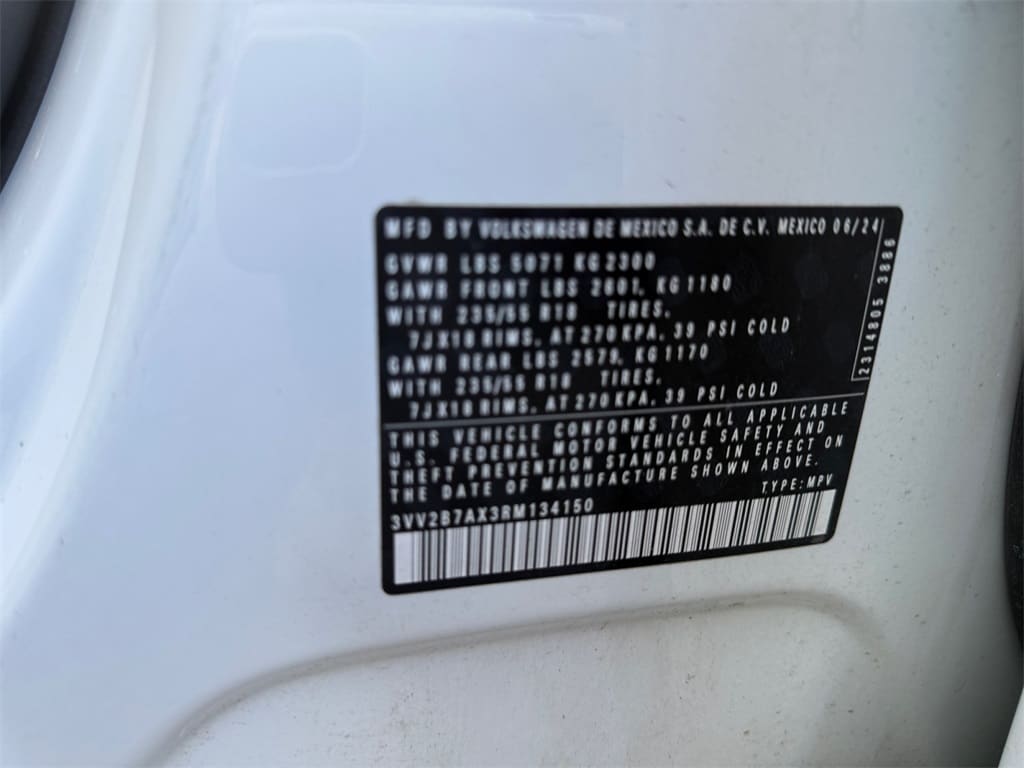 MFD BY VOLKSWAGEN DE MEXICO S.A. DE C.V. MEXICO 06/24
GVWR LBS 5071 KG 2300
GAWR FRONT LBS 2601, KG 1180
WITH 235/55 R18 TIRES,
7JX18 RIMS, AT 270 KPA, 39 PSI COLD
GAWR REAR LBS 2579, KG 1170
WITH 235/55 R18 TIRES,
7JX18 RIMS, AT 270 KPA, 39 PSI COLD
2314805 3886
THIS VEHICLE CONFORMS TO ALL APPLICABLE
U.S. FEDERAL MOTOR VEHICLE SAFETY AND
THEFT PREVENTION STANDARDS IN EFFECT ON
THE DATE OF MANUFACTURE SHOWN ABOVE.
TYPE:MPV
3VV2B7AX3RM134150